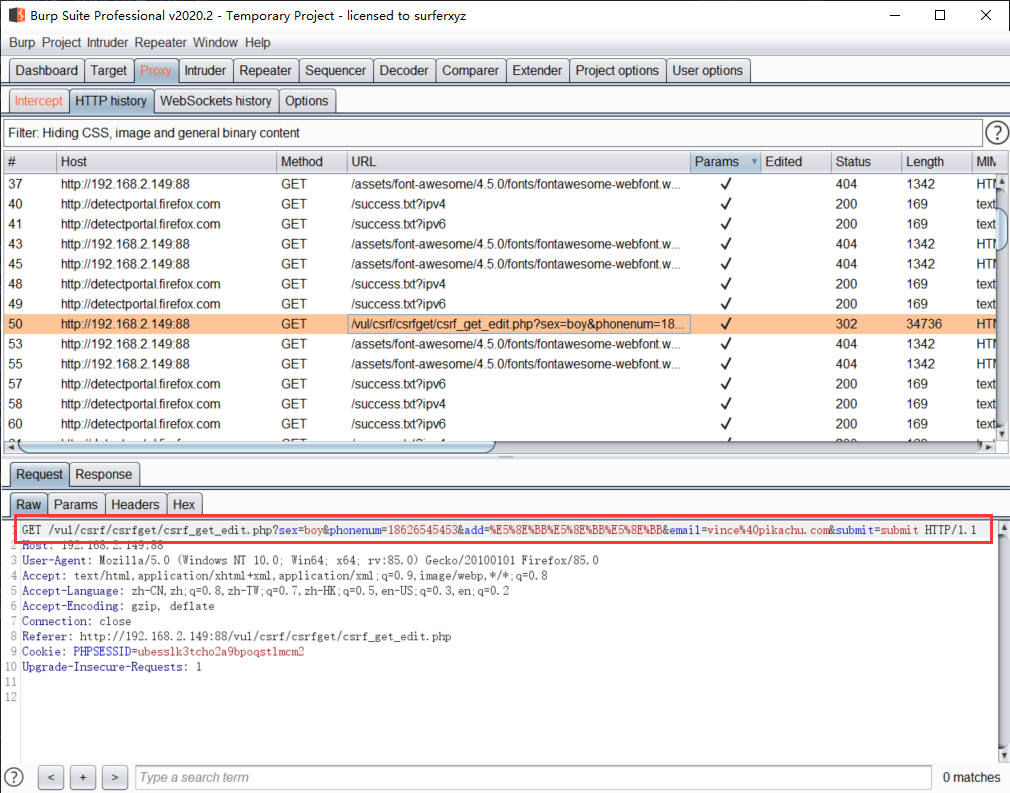 Burp Suite Professional v2020.2 - Temporary Project - licensed to surferxyz
Burp Project Intruder Repeater Window Help
Dashboard Target Proxy Intruder Repeater Sequencer Decoder Comparer Extender Project options User options
Intercept HTTP history WebSockets history Options
Filter: Hiding CSS, image and general binary content ?
# Host Method URL Params Edited Status Length MIM
37 http://192.168.2.149:88 GET /assets/font-awesome/4.5.0/fonts/fontawesome-webfont.w... ✓ 404 1342 HTM
40 http://detectportal.firefox.com GET /success.txt?ipv4 ✓ 200 169 text
41 http://detectportal.firefox.com GET /success.txt?ipv6 ✓ 200 169 text
43 http://192.168.2.149:88 GET /assets/font-awesome/4.5.0/fonts/fontawesome-webfont.w... ✓ 404 1342 HTM
45 http://192.168.2.149:88 GET /assets/font-awesome/4.5.0/fonts/fontawesome-webfont.w... ✓ 404 1342 HTM
48 http://detectportal.firefox.com GET /success.txt?ipv4 ✓ 200 169 text
49 http://detectportal.firefox.com GET /success.txt?ipv6 ✓ 200 169 text
50 http://192.168.2.149:88 GET /vul/csrf/csrfget/csrf_get_edit.php?sex=boy&phonenum=18... ✓ 302 34736 HTM
53 http://192.168.2.149:88 GET /assets/font-awesome/4.5.0/fonts/fontawesome-webfont.w... ✓ 404 1342 HTM
55 http://192.168.2.149:88 GET /assets/font-awesome/4.5.0/fonts/fontawesome-webfont.w... ✓ 404 1342 HTM
57 http://detectportal.firefox.com GET /success.txt?ipv6 ✓ 200 169 text
58 http://detectportal.firefox.com GET /success.txt?ipv4 ✓ 200 169 text
60 http://detectportal.firefox.com GET /success.txt?ipv6 ✓ 200 169 text
Request Response
Raw Params Headers Hex
1 GET /vul/csrf/csrfget/csrf_get_edit.php?sex=boy&phonenum=18626545453&add=%E5%8E%BB%E5%8E%BB%E5%8E%BB&email=vince%40pikachu.com&submit=submit HTTP/1.1
2 Host: 192.168.2.149:88
3 User-Agent: Mozilla/5.0 (Windows NT 10.0; Win64; x64; rv:85.0) Gecko/20100101 Firefox/85.0
4 Accept: text/html,application/xhtml+xml,application/xml;q=0.9,image/webp,*/*;q=0.8
5 Accept-Language: zh-CN,zh;q=0.8,zh-TW;q=0.7,zh-HK;q=0.5,en-US;q=0.3,en;q=0.2
6 Accept-Encoding: gzip, deflate
7 Connection: close
8 Referer: http://192.168.2.149:88/vul/csrf/csrfget/csrf_get_edit.php
9 Cookie: PHPSESSID=ubesslk3tcho2a9bpoqstlmcm2
10 Upgrade-Insecure-Requests: 1
11
12
? < + > Type a search term 0 matches